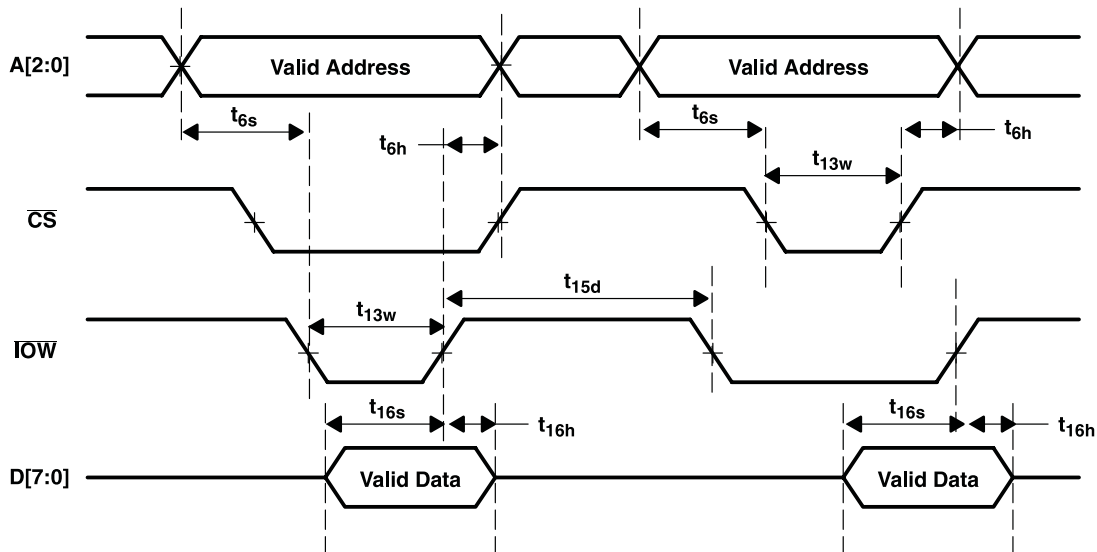 A[2:0] Valid Address Valid Address
t6s t6h t6s t6h
t13w
CS
t15d
t13w
IOW
t16s t16h t16s t16h
D[7:0] Valid Data Valid Data